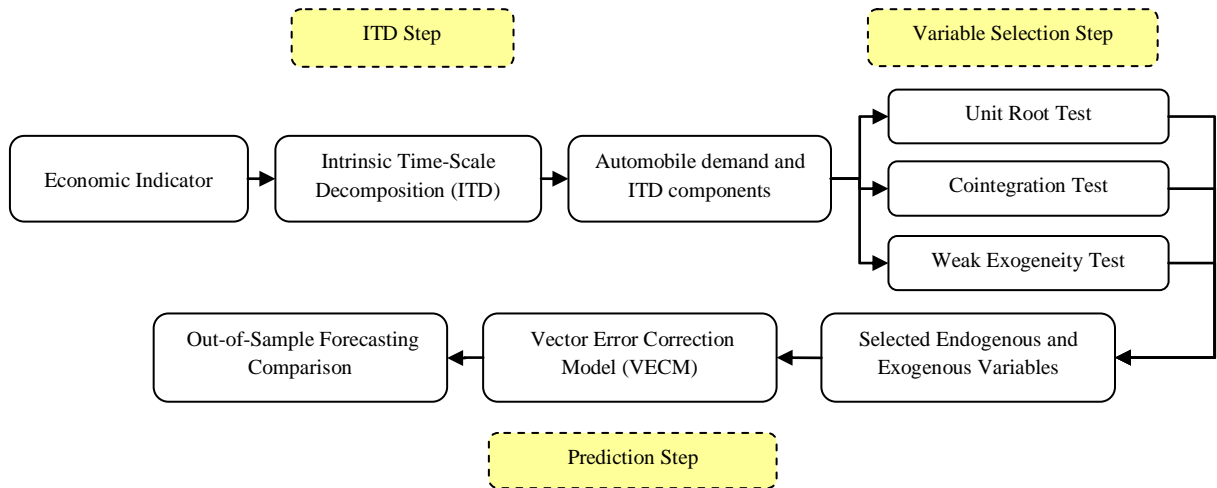 ITD Step
Variable Selection Step
Economic Indicator
Intrinsic Time-Scale
Decomposition (ITD)
Automobile demand and
ITD components
Unit Root Test
Cointegration Test
Weak Exogeneity Test
Out-of-Sample Forecasting
Comparison
Vector Error Correction
Model (VECM)
Selected Endogenous and
Exogenous Variables
Prediction Step